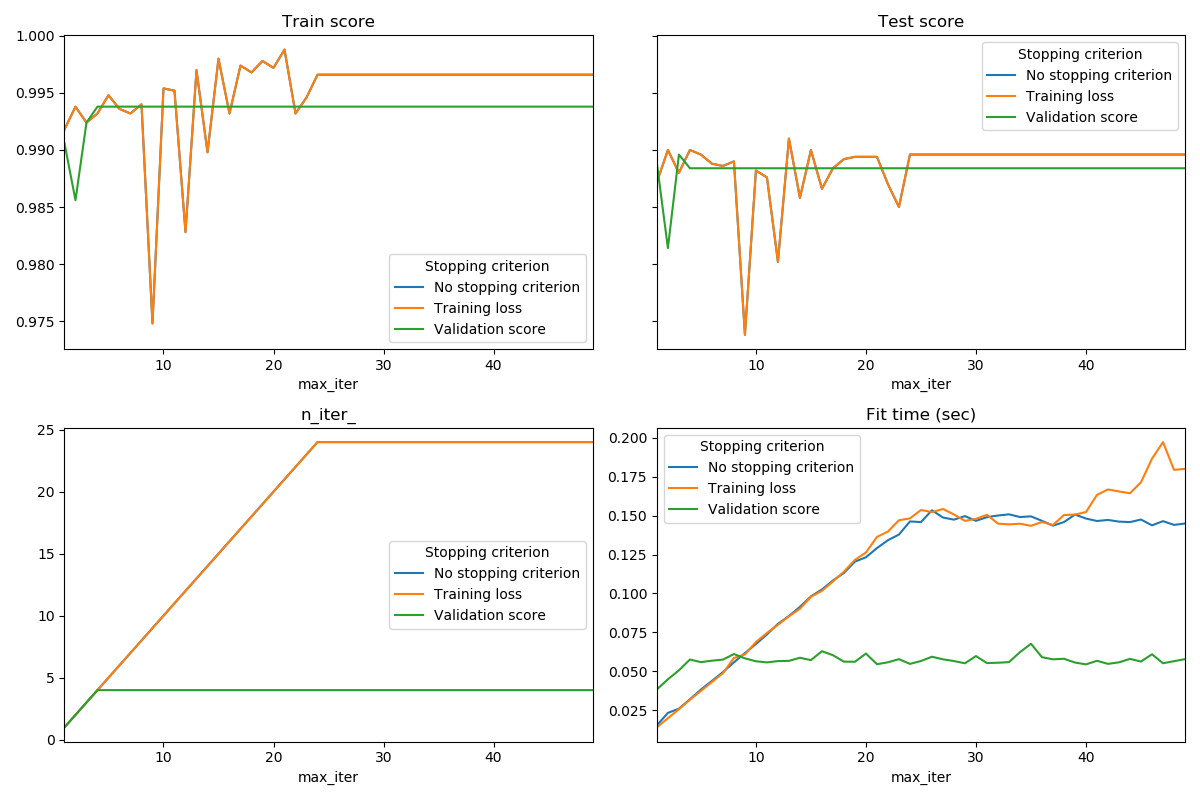 Train score
1.000
0.995
0.990
0.985
0.980
0.975
Stopping criterion
No stopping criterion
Training loss
Validation score
10
20
30
40
max_iter
Test score
Stopping criterion
No stopping criterion
Training loss
Validation score
10
20
30
40
max_iter
n_iter_
25
20
15
10
5
0
Stopping criterion
No stopping criterion
Training loss
Validation score
10
20
30
40
max_iter
Fit time (sec)
0.200
0.175
0.150
0.125
0.100
0.075
0.050
0.025
Stopping criterion
No stopping criterion
Training loss
Validation score
10
20
30
40
max_iter